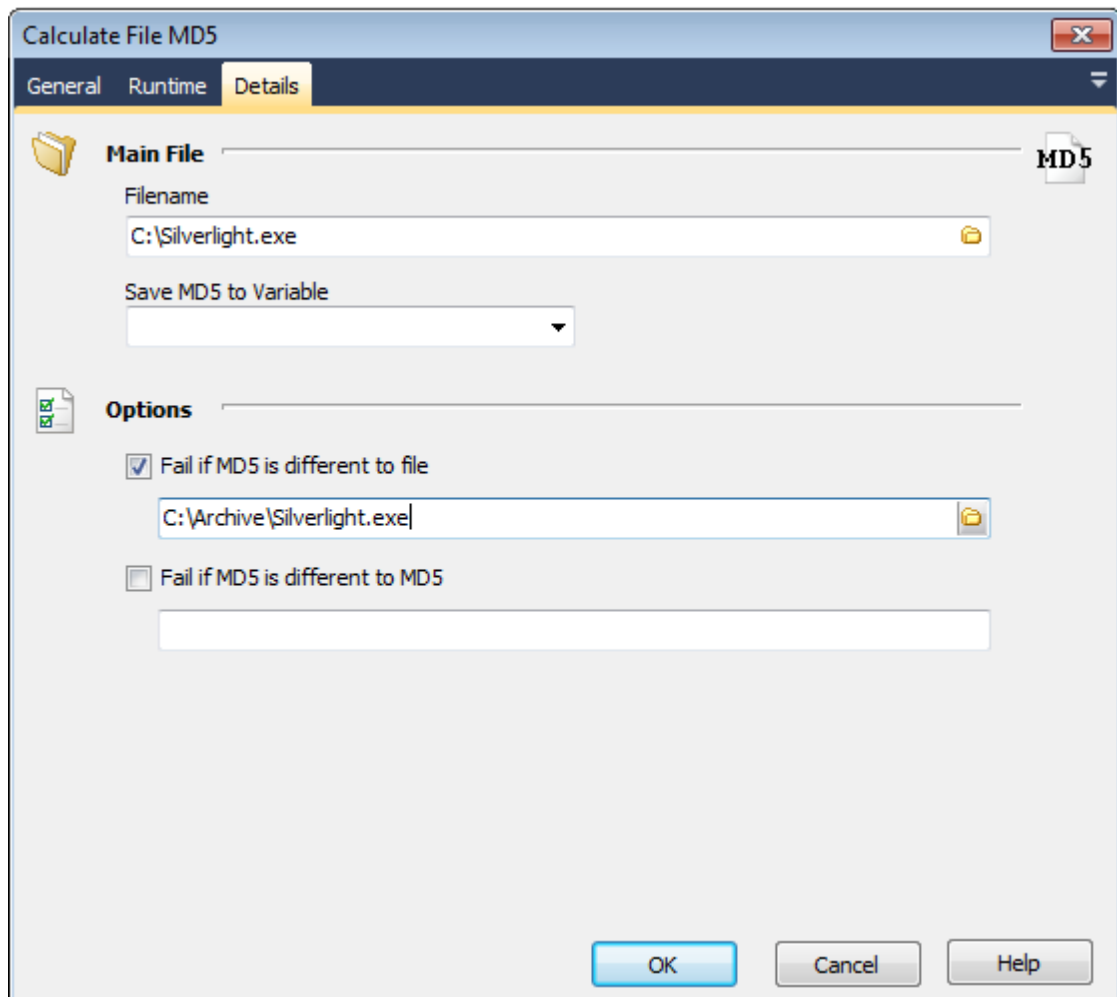 Calculate File MD5
General Runtime Details
Main File
MD5
Filename
C:\Silverlight.exe
Save MD5 to Variable
Options
Fail if MD5 is different to file
C:\Archive\Silverlight.exe
Fail if MD5 is different to MD5
OK Cancel Help